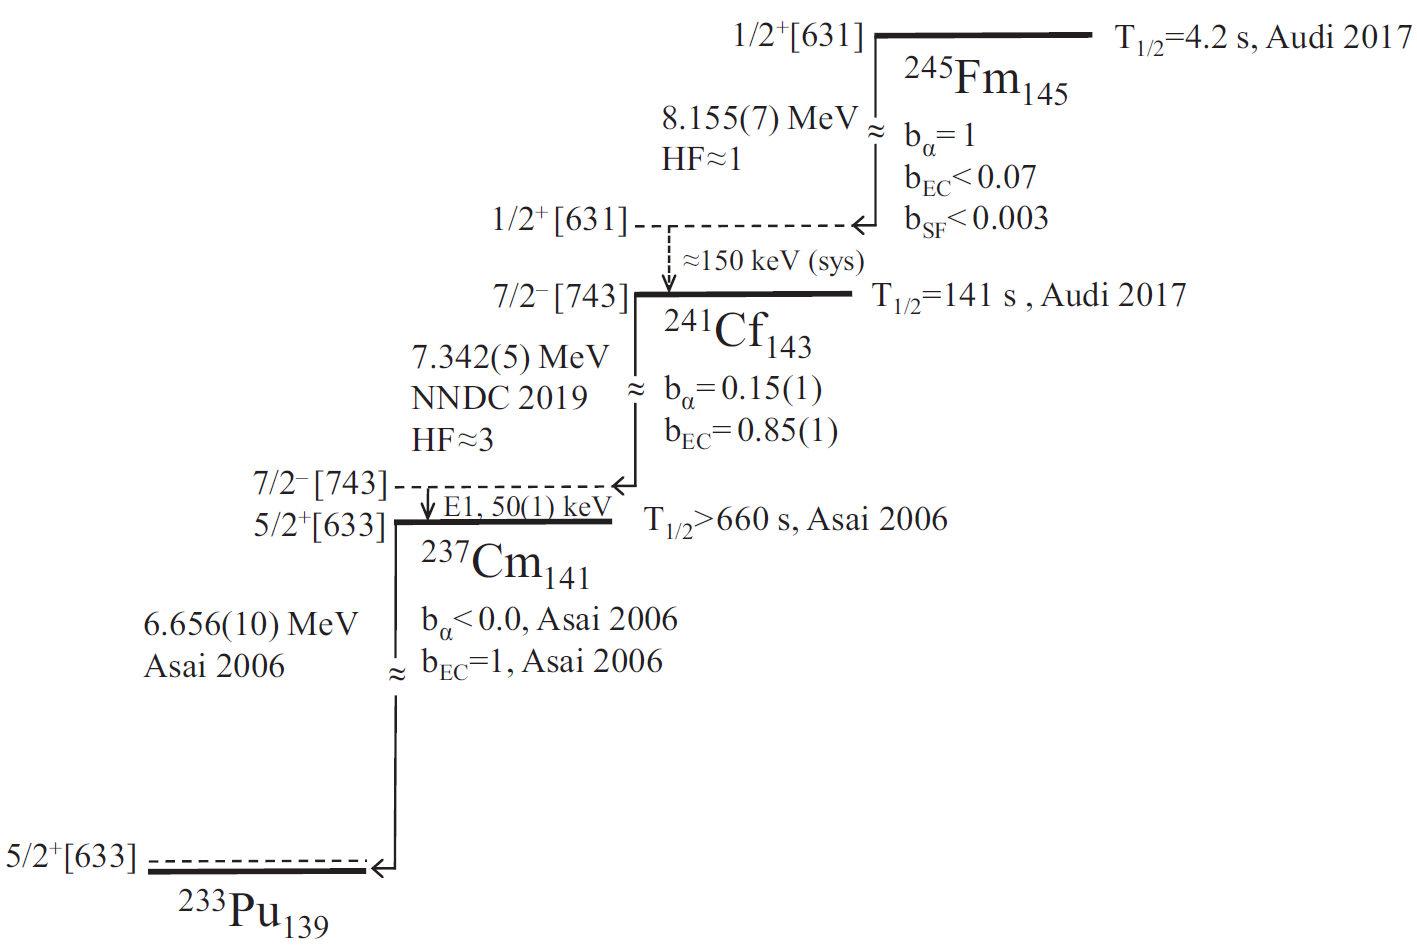 1/2⁺[631]
T₁/₂=4.2 s, Audi 2017
²⁴⁵Fm₁₄₅
8.155(7) MeV
HF≈1
≈
bα=1
b_EC<0.07
b_SF<0.003
1/2⁺[631]
≈150 keV (sys)
7/2⁻[743]
T₁/₂=141 s , Audi 2017
²⁴¹Cf₁₄₃
7.342(5) MeV
NNDC 2019
HF≈3
≈
bα=0.15(1)
b_EC=0.85(1)
7/2⁻[743]
E1, 50(1) keV
5/2⁺[633]
T₁/₂>660 s, Asai 2006
²³⁷Cm₁₄₁
6.656(10) MeV
Asai 2006
≈
bα<0.0, Asai 2006
b_EC=1, Asai 2006
5/2⁺[633]
²³³Pu₁₃₉